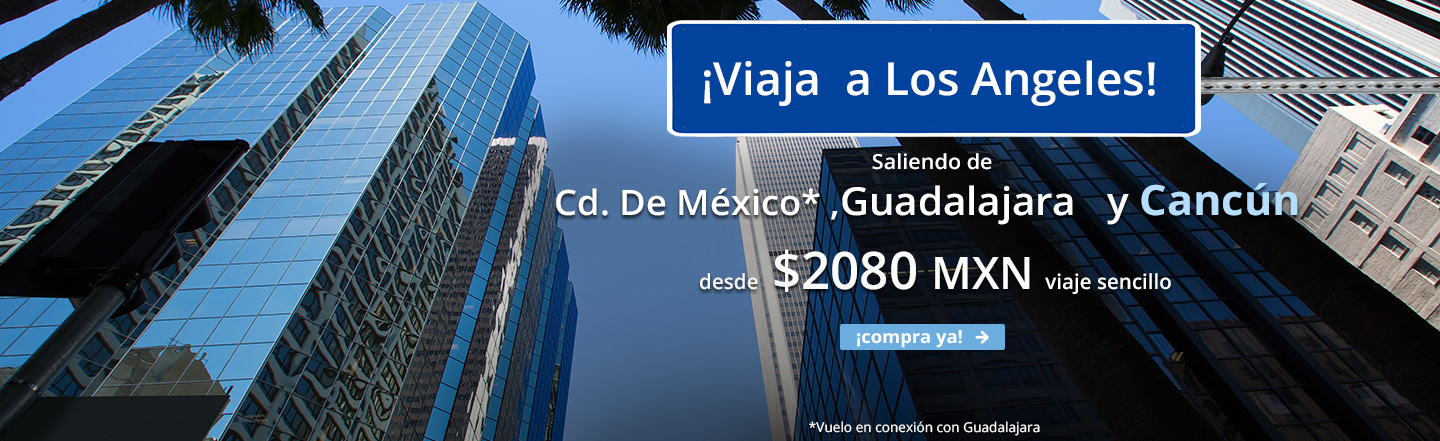 ¡Viaja a Los Angeles!
Saliendo de
Cd. De México* ,Guadalajara y Cancún
desde $2080 MXN viaje sencillo
¡compra ya! →
*Vuelo en conexión con Guadalajara